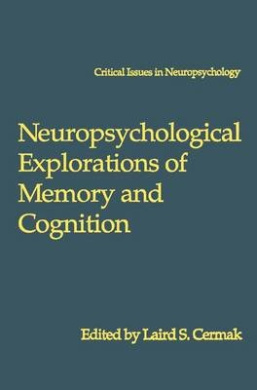 Critical Issues in Neuropsychology
Neuropsychological
Explorations of
Memory and
Cognition
Edited by Laird S. Cermak